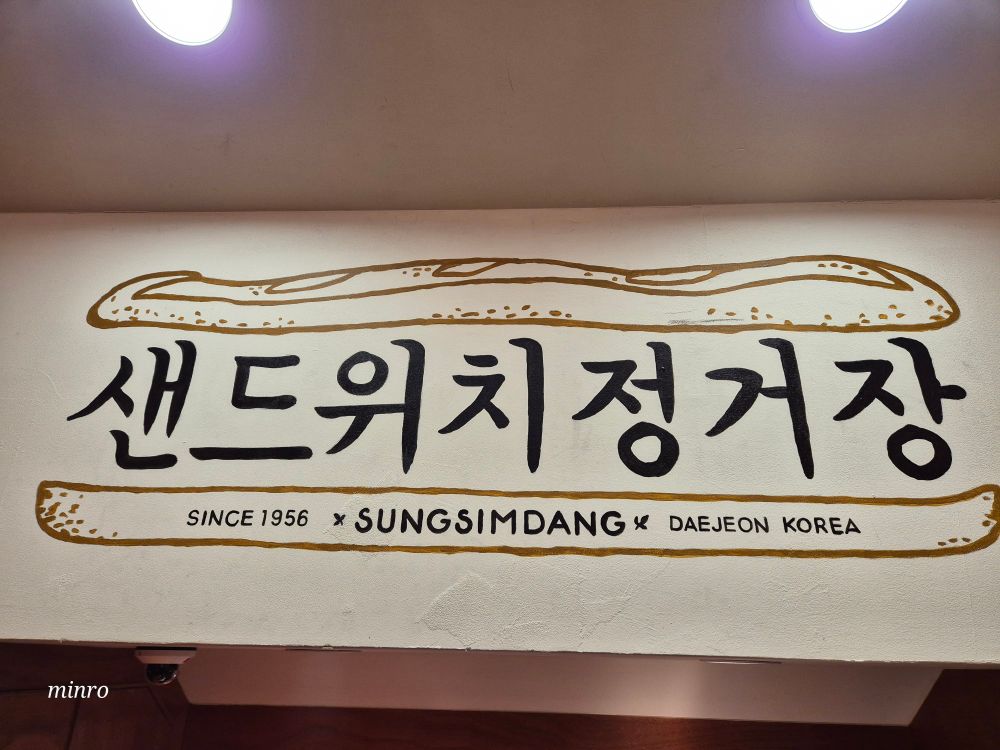 샌드위치정거장
SINCE 1956 SUNGSIMDANG DAEJEON KOREA
minro